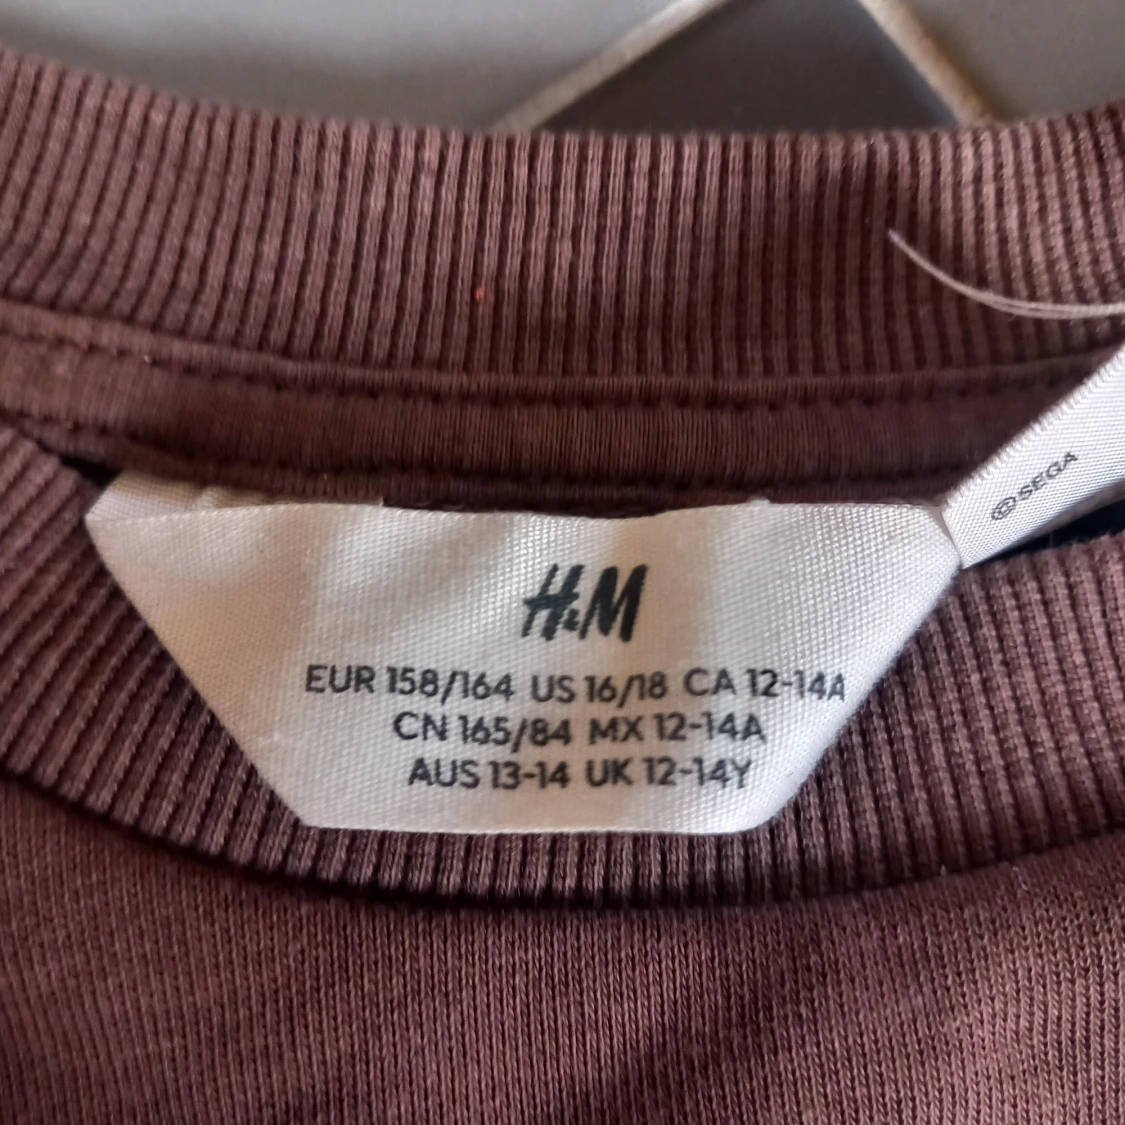 ©SEGA
H&M
EUR 158/164 US 16/18 CA 12-14A
CN 165/84 MX 12-14A
AUS 13-14 UK 12-14Y